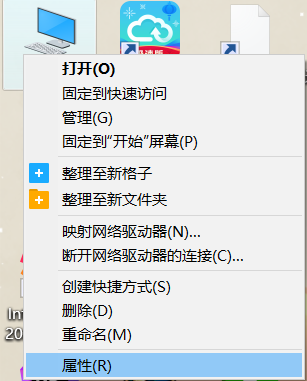 打开(O)
固定到快速访问
管理(G)
固定到"开始"屏幕(P)
整理至新格子
整理至新文件夹
映射网络驱动器(N)...
断开网络驱动器的连接(C)...
创建快捷方式(S)
删除(D)
重命名(M)
属性(R)